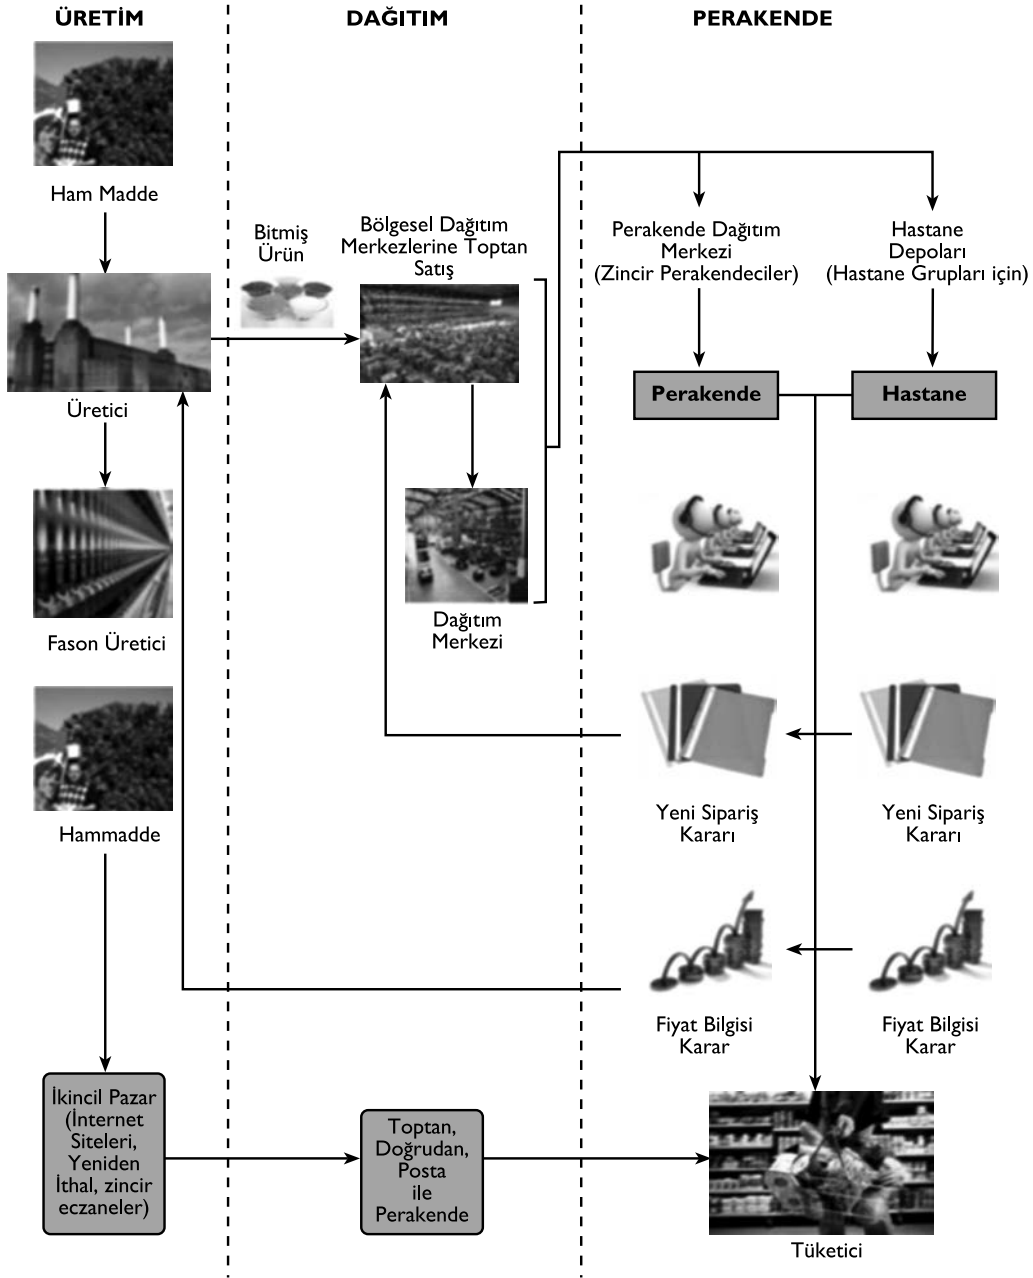 ÜRETİM
DAĞITIM
PERAKENDE
Ham Madde
Bitmiş
Ürün
Bölgesel Dağıtım
Merkezlerine Toptan
Satış
Perakende Dağıtım
Merkezi
(Zincir Perakendeciler)
Hastane
Depoları
(Hastane Grupları için)
Perakende
Hastane
Üretici
Fason Üretici
Dağıtım
Merkezi
Hammadde
Yeni Sipariş
Kararı
Yeni Sipariş
Kararı
Fiyat Bilgisi
Karar
Fiyat Bilgisi
Karar
İkincil Pazar
(İnternet
Siteleri,
Yeniden
İthal, zincir
eczaneler)
Toptan,
Doğrudan,
Posta
ile
Perakende
Tüketici